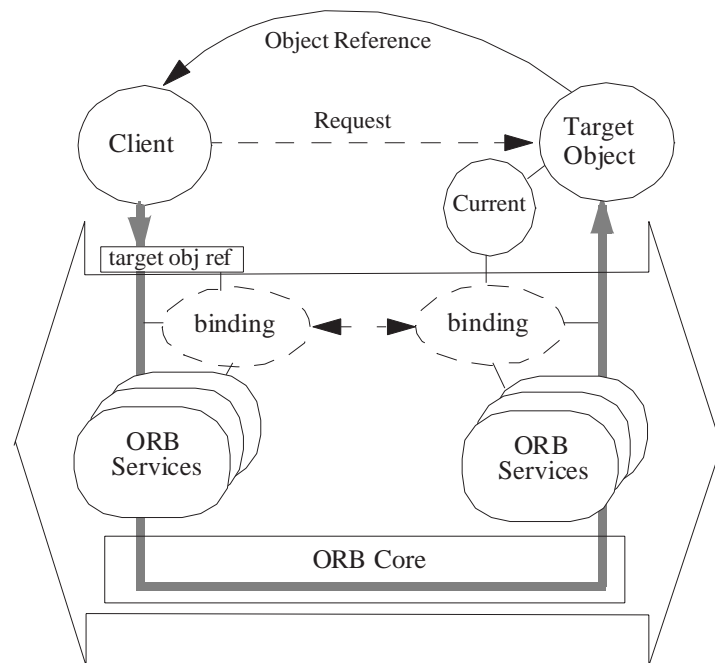 Object Reference
Client
Request
Target
Object
Current
target obj ref
binding
binding
ORB
Services
ORB
Services
ORB Core